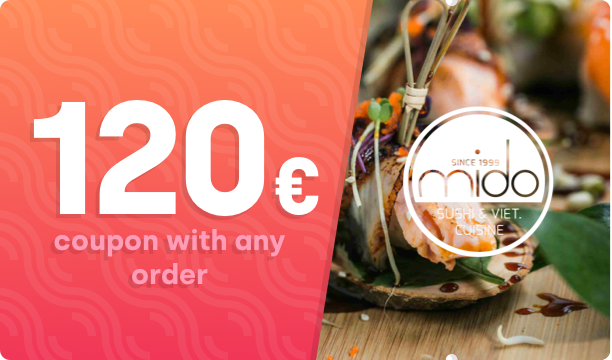 120€
coupon with any
order
SINCE 1999
mido
SUSHI & VIET.
CUISINE